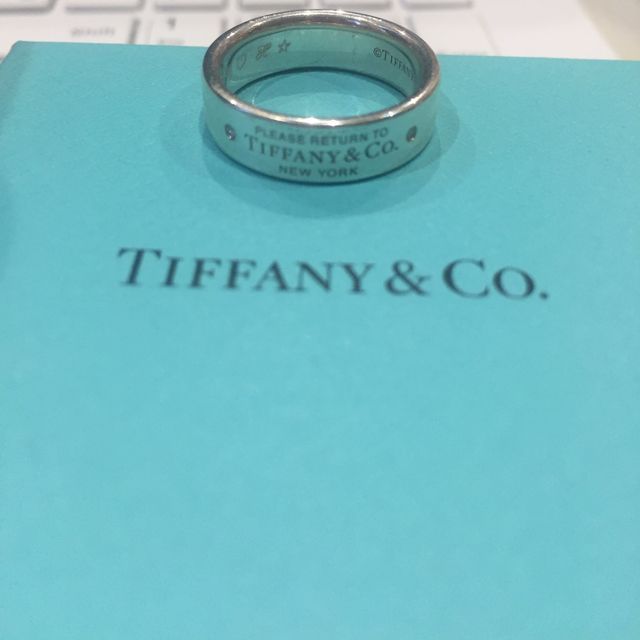 ♡ & ☆
©TIFFANY
PLEASE RETURN TO
TIFFANY & CO.
NEW YORK
TIFFANY & CO.